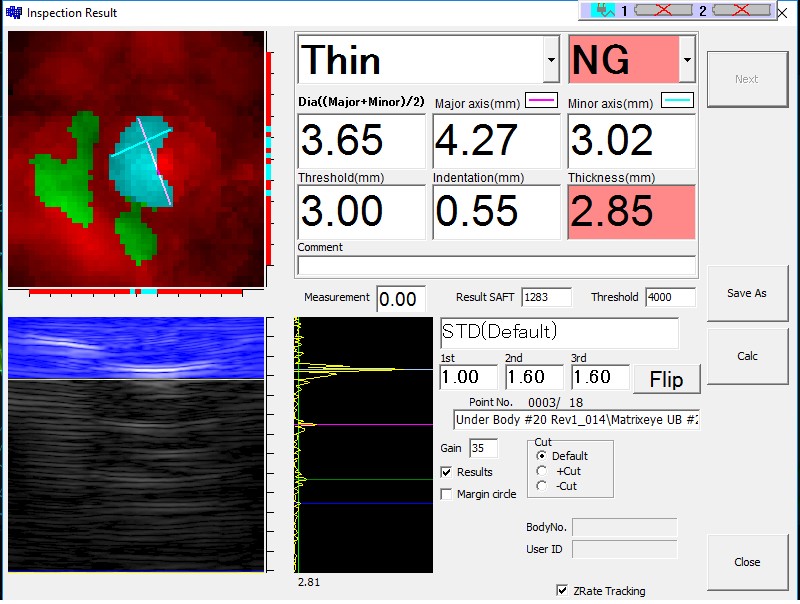 Inspection Result
1 2
Thin NG
Next
Dia((Major+Minor)/2) Major axis(mm) Minor axis(mm)
3.65 4.27 3.02
Threshold(mm) Indentation(mm) Thickness(mm)
3.00 0.55 2.85
Comment
Measurement 0.00 Result SAFT 1283 Threshold 4000
Save As
STD(Default)
Calc
1st 2nd 3rd
1.00 1.60 1.60 Flip
Point No. 0003/ 18
Under Body #20 Rev1_014\Matrixeye UB #2
Gain 35
Cut
Default
+Cut
-Cut
Results
Margin circle
BodyNo.
User ID
Close
2.81
ZRate Tracking